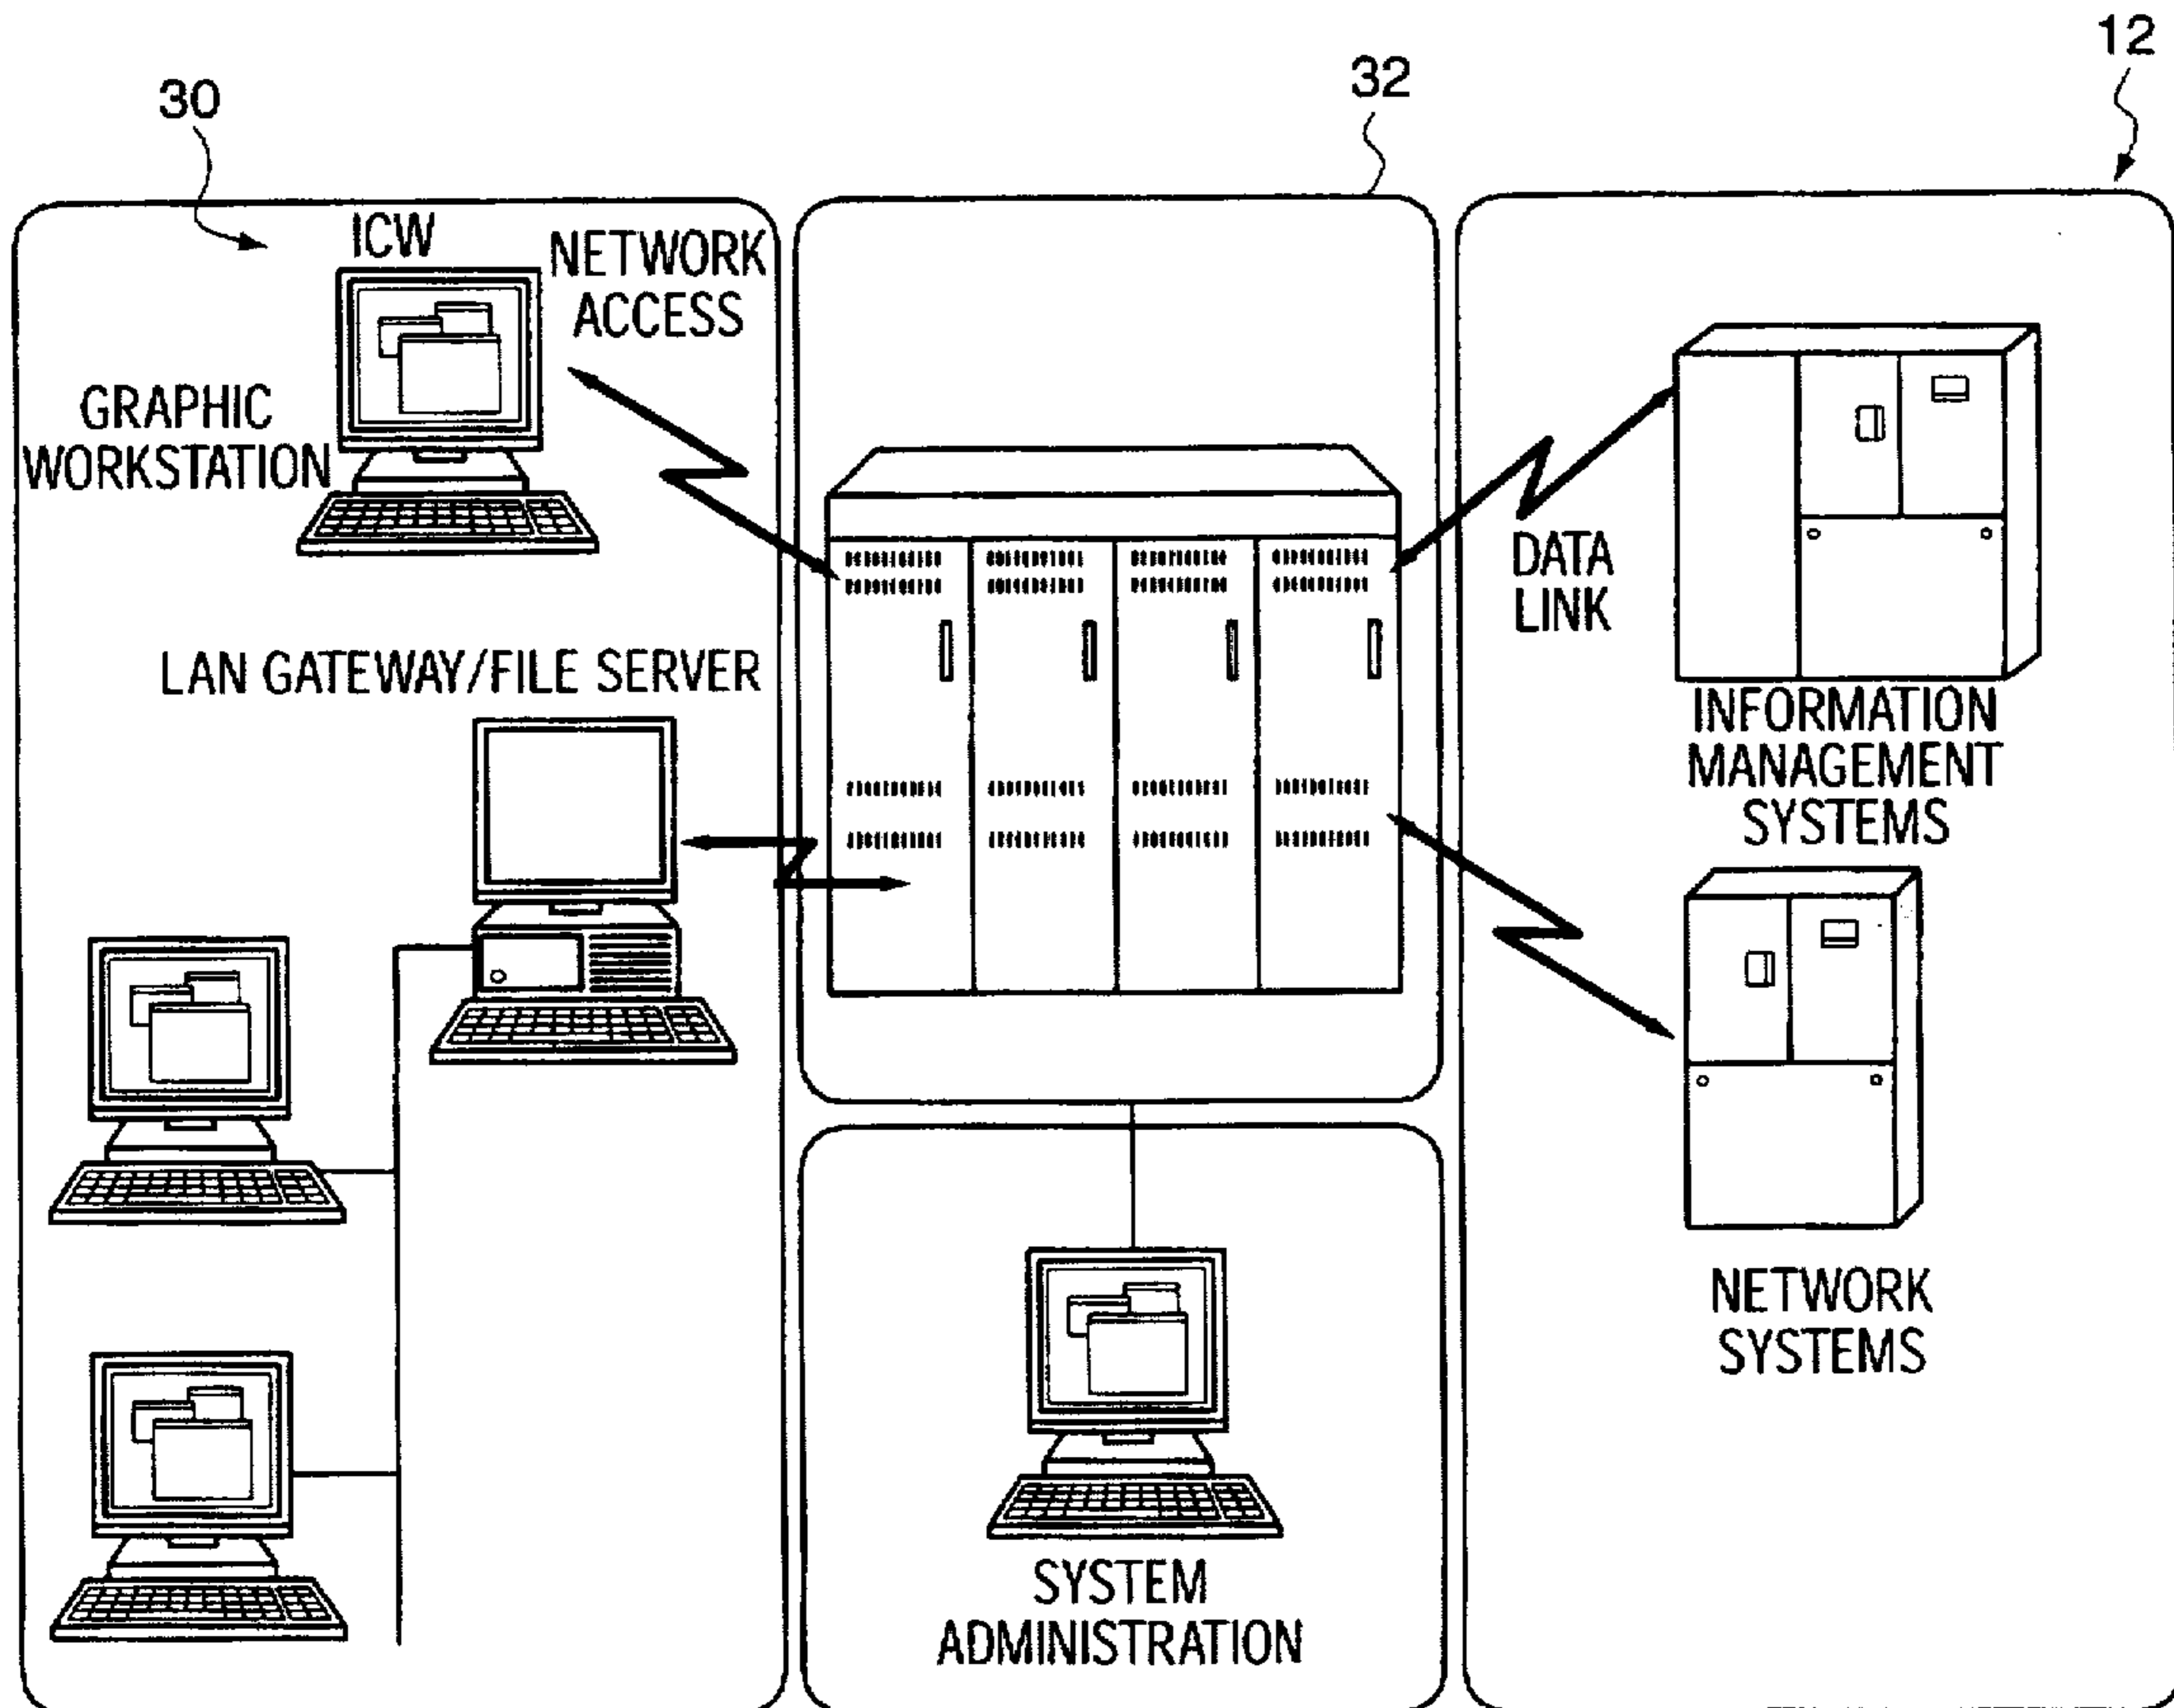 12
32
30
ICW
NETWORK
ACCESS
GRAPHIC
WORKSTATION
DATA
LINK
LAN GATEWAY/FILE SERVER
INFORMATION
MANAGEMENT
SYSTEMS
NETWORK
SYSTEMS
SYSTEM
ADMINISTRATION